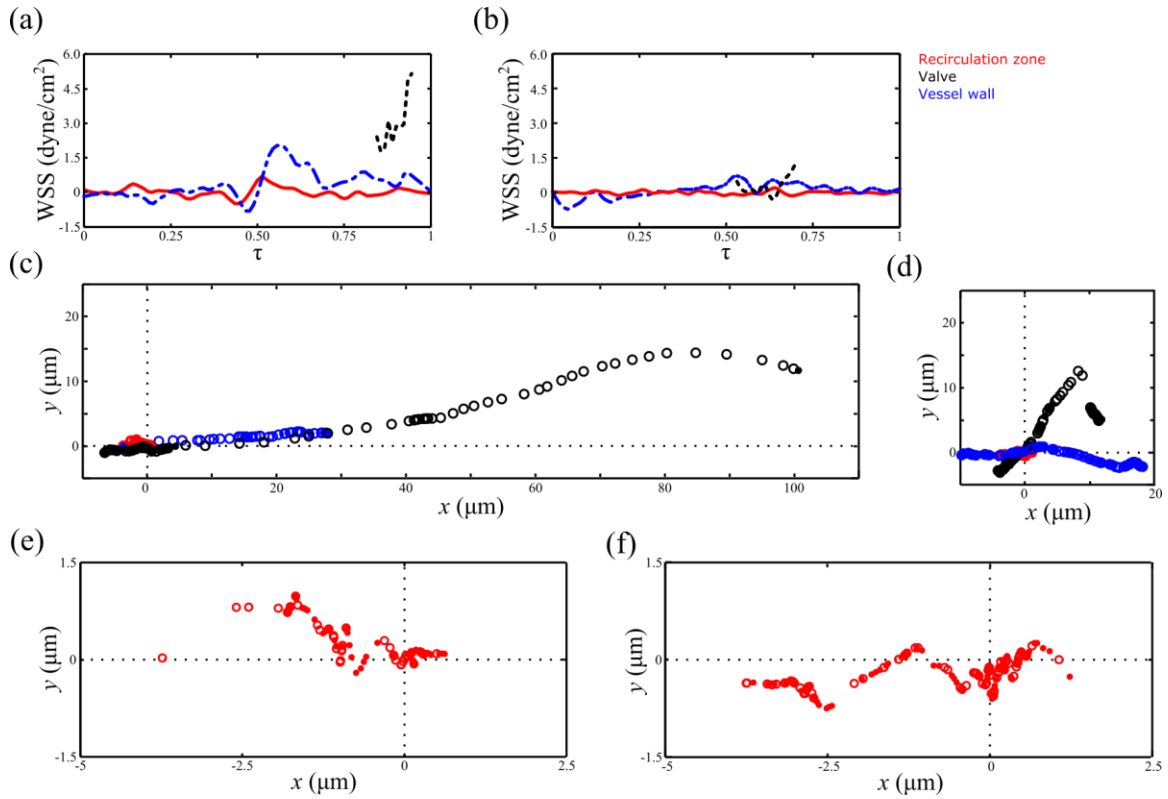 (a)
(b)
6.0
4.5
3.0
1.5
0
-1.5
WSS (dyne/cm²)
0
0.25
0.50
0.75
1
τ
6.0
4.5
3.0
1.5
0
-1.5
WSS (dyne/cm²)
0
0.25
0.50
0.75
1
τ
Recirculation zone
Valve
Vessel wall
(c)
20
10
0
y (μm)
0
20
40
60
80
100
x (μm)
(d)
20
10
0
y (μm)
-10
0
10
20
x (μm)
(e)
1.5
0
-1.5
y (μm)
-5
-2.5
0
2.5
x (μm)
(f)
1.5
0
-1.5
y (μm)
-5
-2.5
0
2.5
x (μm)